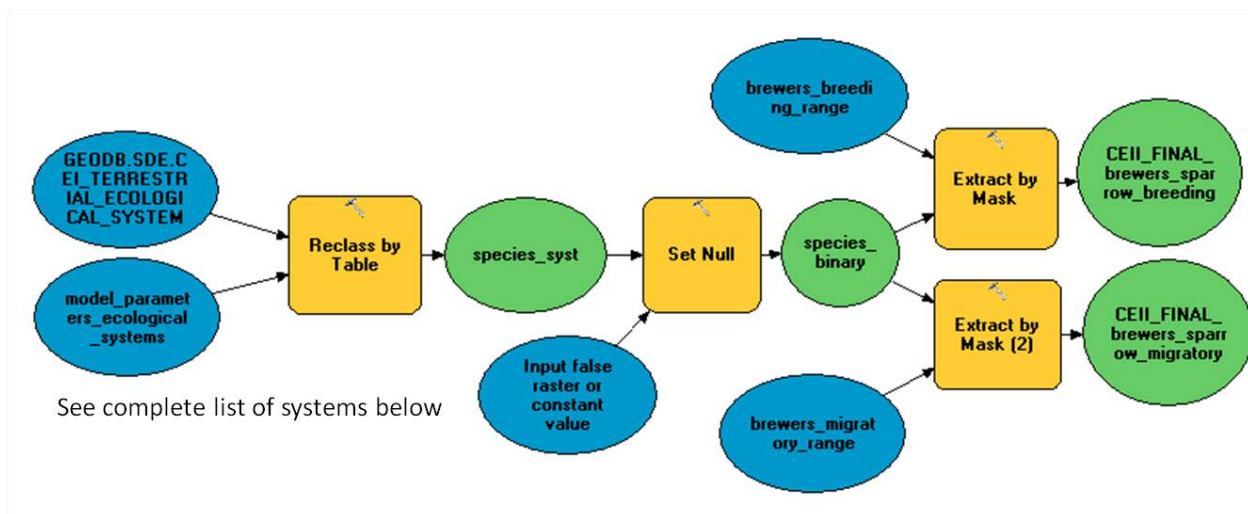 GEODB.SDE.C
EI_TERRESTR
IAL_ECOLOGI
CAL_SYSTEM
model_paramet
ers_ecological
_systems
Reclass by
Table
species_syst
Set Null
Input false
raster or
constant
value
species_
binary
brewers_breedi
ng_range
Extract by
Mask
CEII_FINAL_
brewers_spar
row_breeding
Extract by
Mask (2)
CEII_FINAL_
brewers_sparr
ow_migratory
brewers_migrat
ory_range
See complete list of systems below